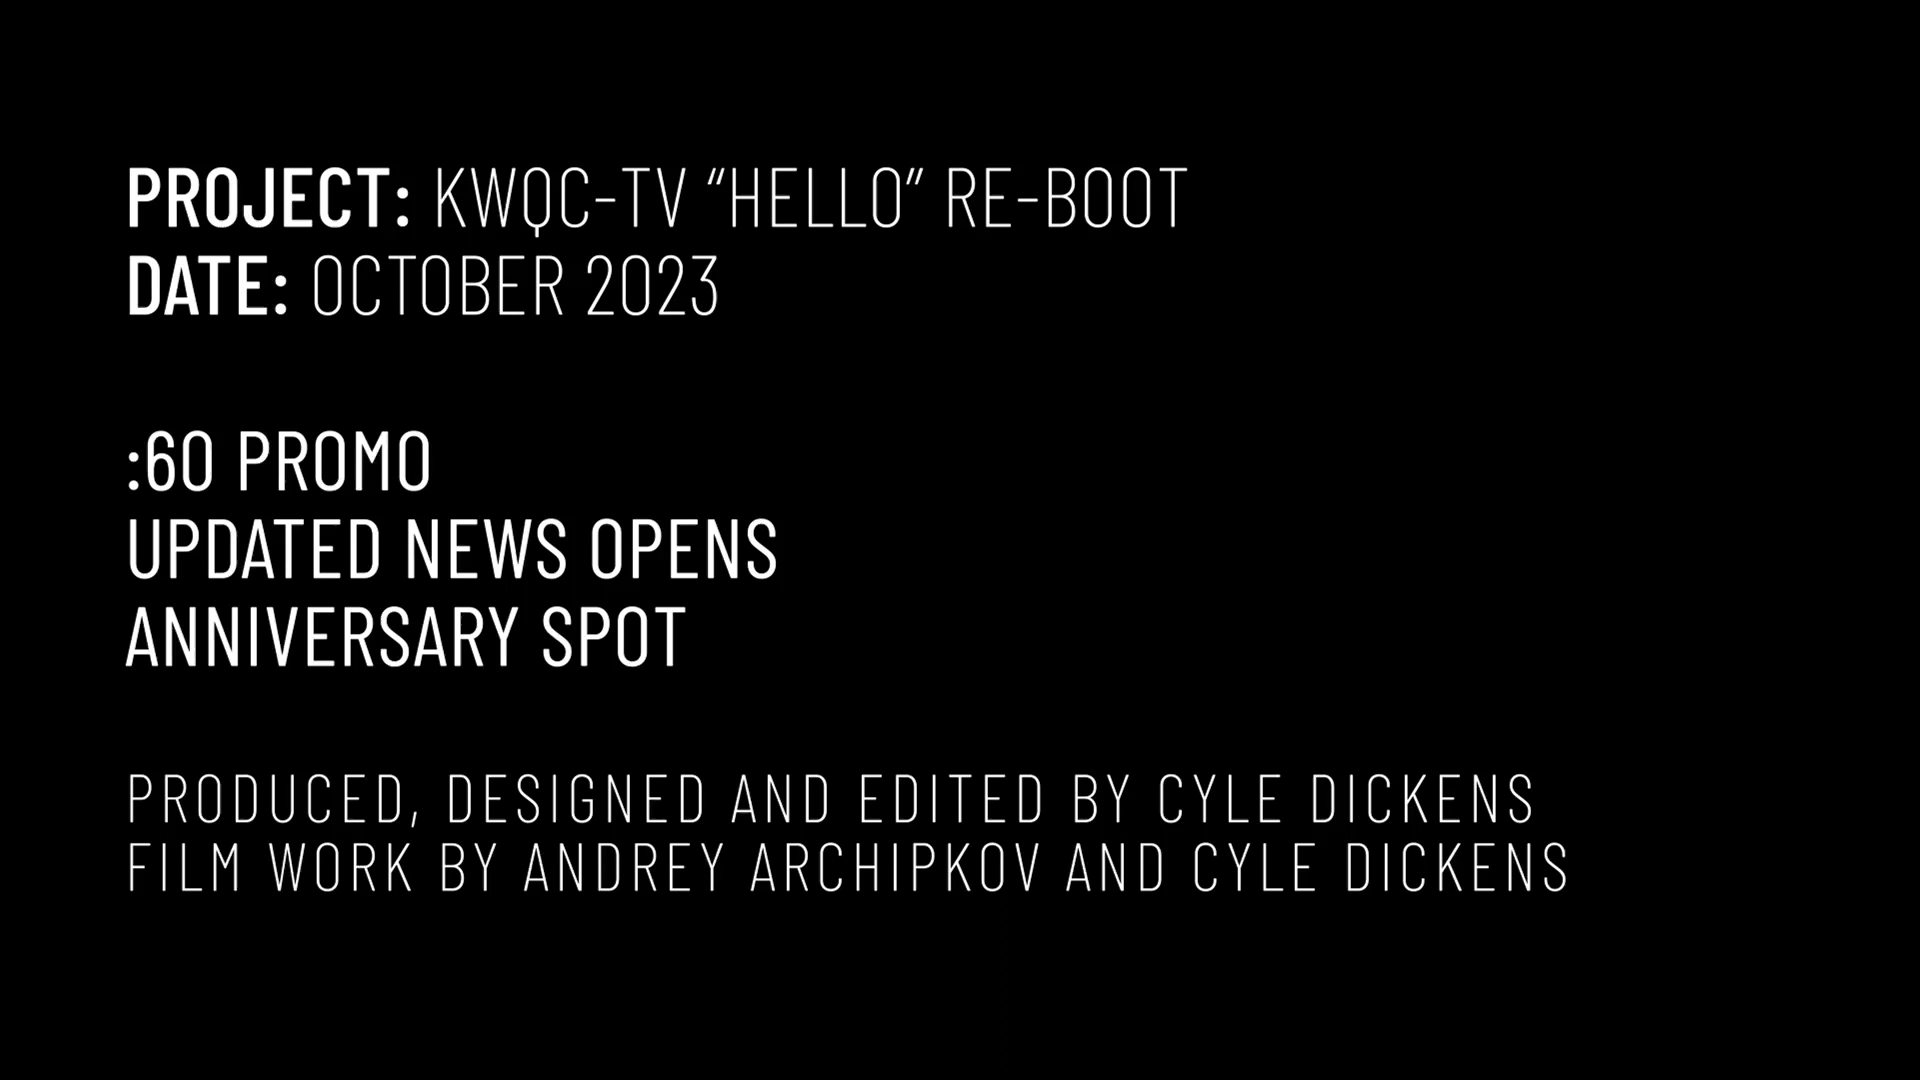 PROJECT: KWQC-TV “HELLO” RE-BOOT
DATE: OCTOBER 2023
:60 PROMO
UPDATED NEWS OPENS
ANNIVERSARY SPOT
PRODUCED, DESIGNED AND EDITED BY CYLE DICKENS
FILM WORK BY ANDREY ARCHIPKOV AND CYLE DICKENS